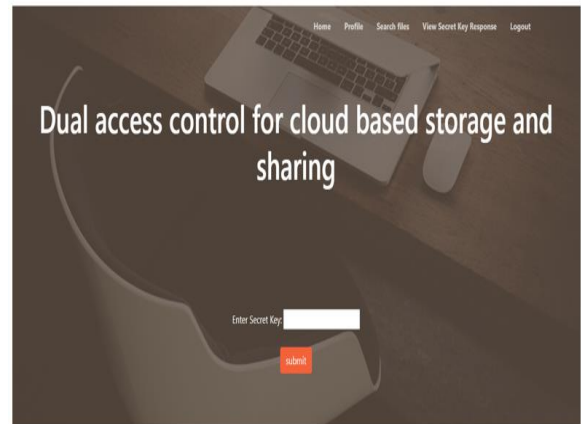 Home Profile Search files View Secret Key Response Logout
Dual access control for cloud based storage and
sharing
Enter Secret Key:
submit